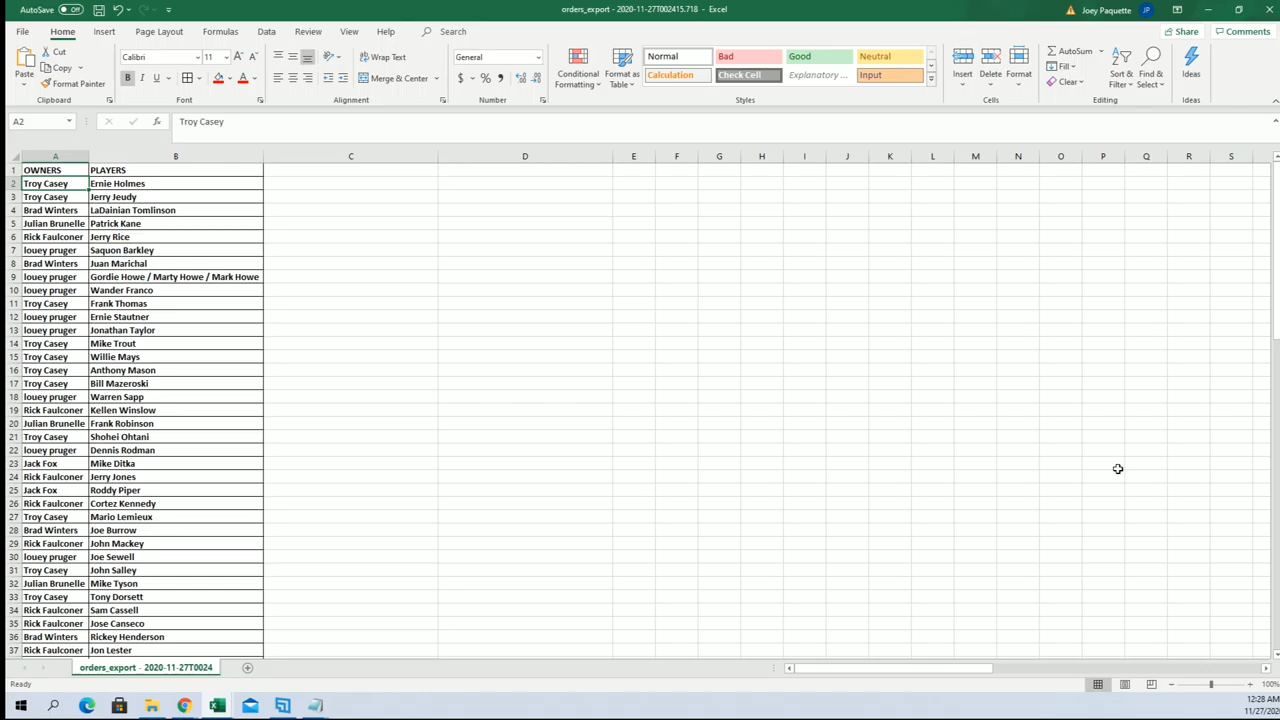 AutoSave Off
orders_export - 2020-11-27T002415.718 - Excel
Joey Paquette JP
File Home Insert Page Layout Formulas Data Review View Help Search Share Comments
Paste
Cut
Copy
Format Painter
Clipboard
Calibri 11
B I U
Font
Wrap Text
Merge & Center
Alignment
General
$ % ,
Number
Conditional Formatting
Format as Table
Normal Bad Good Neutral
Calculation Check Cell Explanatory ... Input
Styles
Insert Delete Format
Cells
AutoSum
Fill
Clear
Sort & Filter
Find & Select
Editing
Ideas
Ideas
A2 fx Troy Casey
A B C D E F G H I J K L M N O P Q R S
1 OWNERS PLAYERS
2 Troy Casey Ernie Holmes
3 Troy Casey Jerry Jeudy
4 Brad Winters LaDainian Tomlinson
5 Julian Brunelle Patrick Kane
6 Rick Faulconer Jerry Rice
7 louey pruger Saquon Barkley
8 Brad Winters Juan Marichal
9 louey pruger Gordie Howe / Marty Howe / Mark Howe
10 louey pruger Wander Franco
11 Troy Casey Frank Thomas
12 louey pruger Ernie Stautner
13 louey pruger Jonathan Taylor
14 Troy Casey Mike Trout
15 Troy Casey Willie Mays
16 Troy Casey Anthony Mason
17 Troy Casey Bill Mazeroski
18 louey pruger Warren Sapp
19 Rick Faulconer Kellen Winslow
20 Julian Brunelle Frank Robinson
21 Troy Casey Shohei Ohtani
22 louey pruger Dennis Rodman
23 Jack Fox Mike Ditka
24 Rick Faulconer Jerry Jones
25 Jack Fox Roddy Piper
26 Rick Faulconer Cortez Kennedy
27 Troy Casey Mario Lemieux
28 Brad Winters Joe Burrow
29 Rick Faulconer John Mackey
30 louey pruger Joe Sewell
31 Troy Casey John Salley
32 Julian Brunelle Mike Tyson
33 Troy Casey Tony Dorsett
34 Rick Faulconer Sam Cassell
35 Rick Faulconer Jose Canseco
36 Brad Winters Rickey Henderson
37 Rick Faulconer Jon Lester
orders_export - 2020-11-27T0024
Ready
100%
12:28 AM
11/27/202